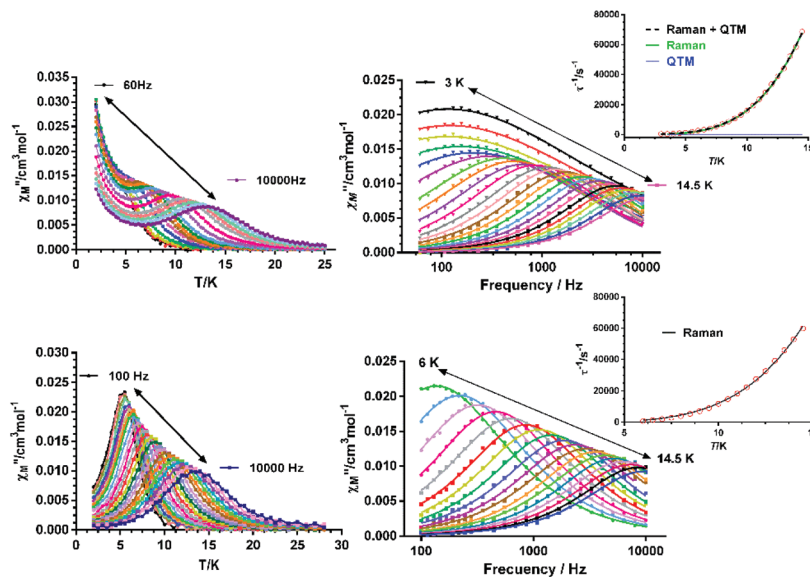 0.035
0.030
0.025
0.020
0.015
0.010
0.005
0.000
χM''/cm3mol-1
60Hz
10000Hz
0 5 10 15 20 25
T/K
0.025
0.020
0.015
0.010
0.005
0.000
χM''/cm3mol-1
3 K
14.5 K
100 1000 10000
Frequency / Hz
80000
60000
40000
20000
0
τ-1/s-1
Raman + QTM
Raman
QTM
0 5 10 15
T/K
0.030
0.025
0.020
0.015
0.010
0.005
0.000
χM''/cm3mol-1
100 Hz
10000 Hz
0 5 10 15 20 25 30
T/K
0.025
0.020
0.015
0.010
0.005
0.000
χM''/cm3mol-1
6 K
14.5 K
100 1000 10000
Frecuency / Hz
100000
80000
60000
40000
20000
0
τ-1/s-1
Raman
5 10
T/K